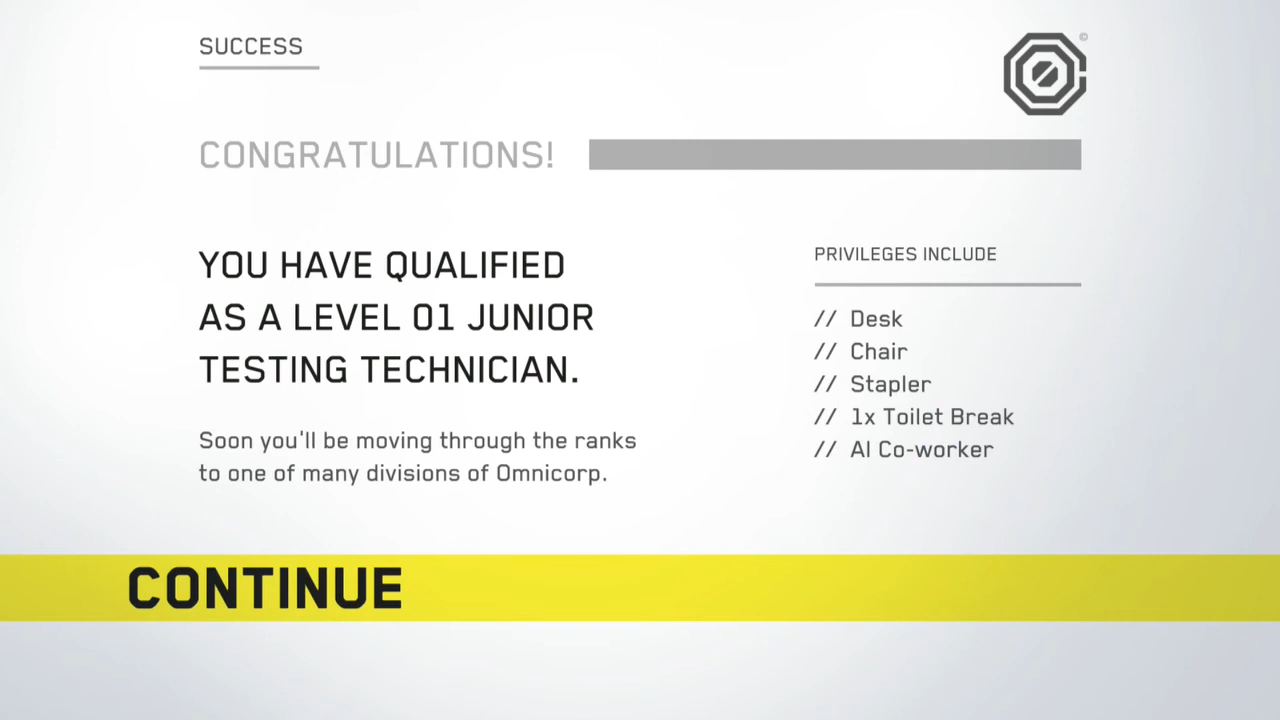 SUCCESS
CONGRATULATIONS!
YOU HAVE QUALIFIED
AS A LEVEL 01 JUNIOR
TESTING TECHNICIAN.
Soon you'll be moving through the ranks
to one of many divisions of Omnicorp.
PRIVILEGES INCLUDE
// Desk
// Chair
// Stapler
// 1x Toilet Break
// AI Co-worker
CONTINUE